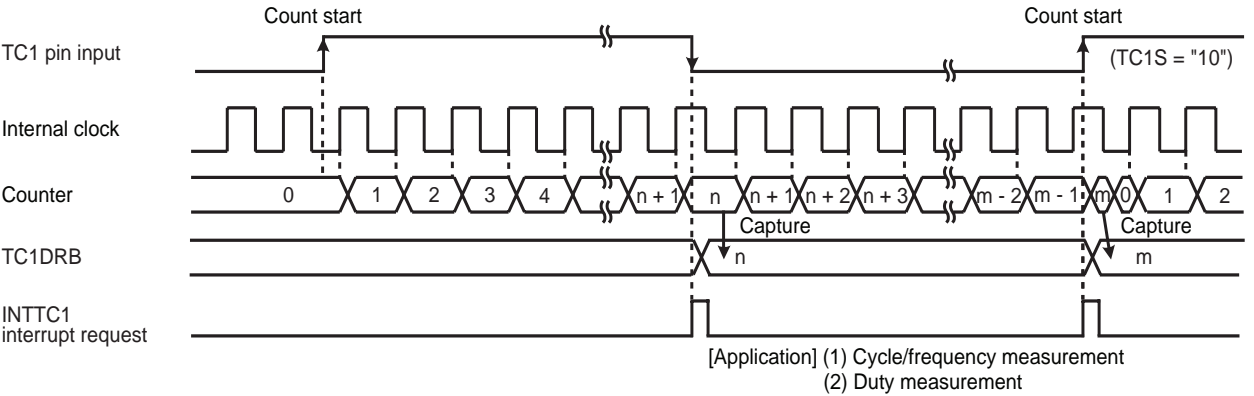 Count start Count start
TC1 pin input (TC1S = "10")
Internal clock
Counter 0 1 2 3 4 n + 1 n n + 1 n + 2 n + 3 m - 2 m - 1 m 0 1 2
Capture Capture
TC1DRB n m
INTTC1
interrupt request
[Application] (1) Cycle/frequency measurement
(2) Duty measurement